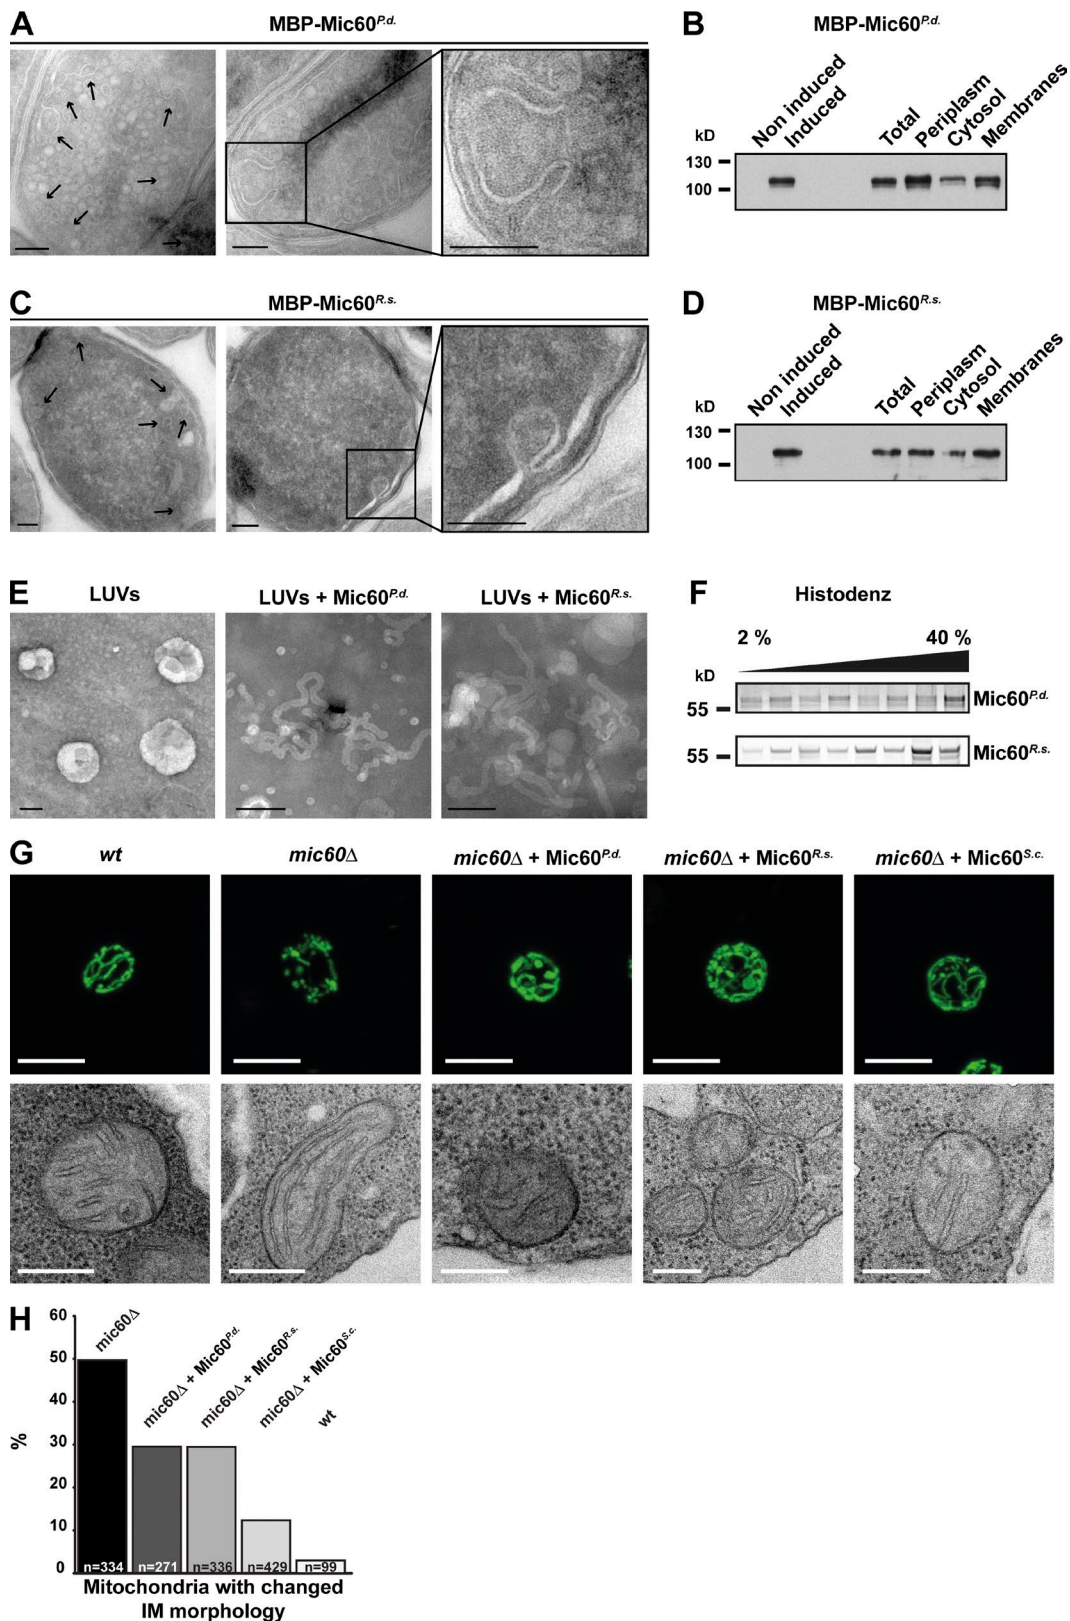 A
MBP-Mic60P.d.
B
MBP-Mic60P.d.
Non induced
Induced
Total
Periplasm
Cytosol
Membranes
kD
130
100
C
MBP-Mic60R.s.
D
MBP-Mic60R.s.
Non induced
Induced
Total
Periplasm
Cytosol
Membranes
kD
130
100
E
LUVs
LUVs + Mic60P.d.
LUVs + Mic60R.s.
F
Histodenz
2 %
40 %
kD
55
Mic60P.d.
55
Mic60R.s.
G
wt
mic60Δ
mic60Δ + Mic60P.d.
mic60Δ + Mic60R.s.
mic60Δ + Mic60S.c.
H
60
50
40
30
20
10
0
%
mic60Δ
mic60Δ + Mic60P.d.
mic60Δ + Mic60R.s.
mic60Δ + Mic60S.c.
wt
n=334
n=271
n=336
n=429
n=99
Mitochondria with changed
IM morphology